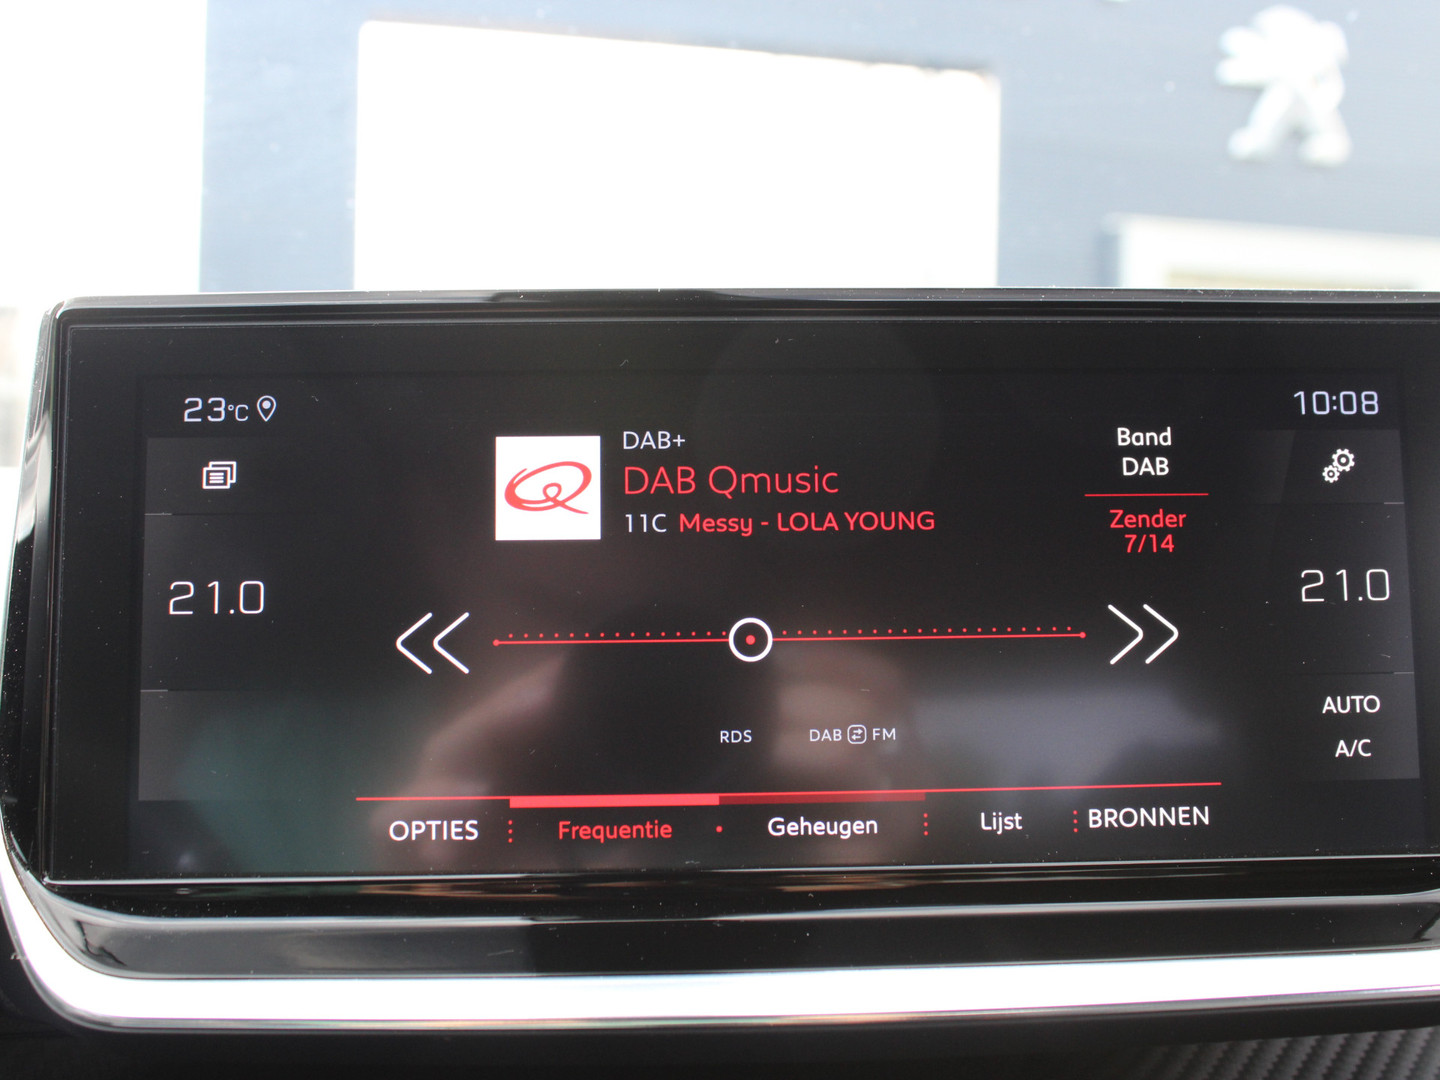 23°C
10:08
DAB+
DAB Qmusic
11C Messy - LOLA YOUNG
Band
DAB
Zender
7/14
21.0
21.0
RDS
DAB FM
AUTO
A/C
OPTIES
Frequentie
Geheugen
Lijst
BRONNEN